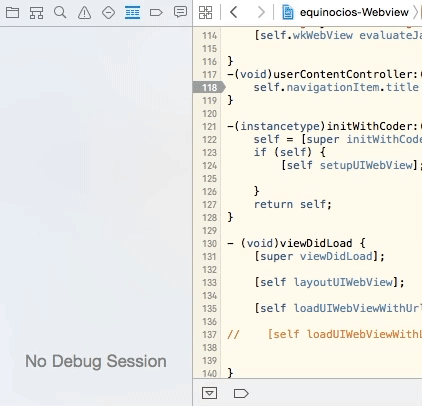 equinocios-Webview
114 [self.wkWebView evaluateJa
115
116 }
117 -(void)userContentController:(
118 self.navigationItem.title
119 }
120
121 -(instancetype)initWithCoder:(
122 self = [super initWithCode
123 if (self) {
124 [self setupUIWebView];
125
126 }
127 return self;
128 }
129
130 - (void)viewDidLoad {
131 [super viewDidLoad];
132
133 [self layoutUIWebView];
134
135 [self loadUIWebViewWithUrl
136
137 // [self loadUIWebViewWithL
138
139
140 }
No Debug Session